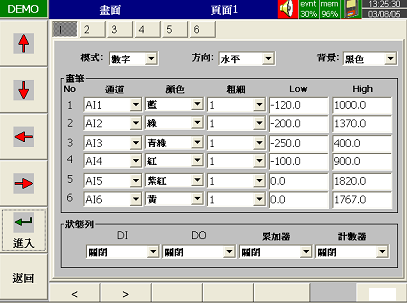 DEMO 畫面 頁面1 evnt 30% mem 96% 13:25:30 03/08/05
1 2 3 4 5 6
模式: 數字 方向: 水平 背景: 黑色
畫筆
No 通道 顏色 粗細 Low High
1 AI1 藍 1 -120.0 1000.0
2 AI2 綠 1 -200.0 1370.0
3 AI3 青綠 1 -250.0 400.0
4 AI4 紅 1 -100.0 900.0
5 AI5 紫紅 1 0.0 1820.0
6 AI6 黃 1 0.0 1767.0
狀態列
DI DO 累加器 計數器
關閉 關閉 關閉 關閉
進入
返回
< >